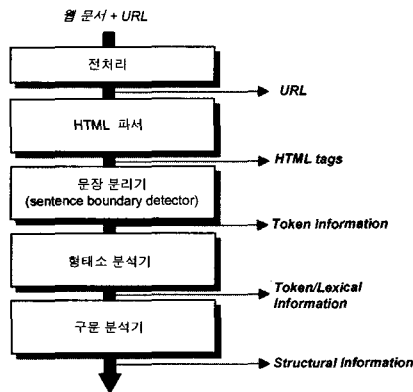 웹 문서 + URL
전처리
URL
HTML 파서
HTML tags
문장 분리기
(sentence boundary detector)
Token information
형태소 분석기
Token/Lexical
Information
구문 분석기
Structural Information